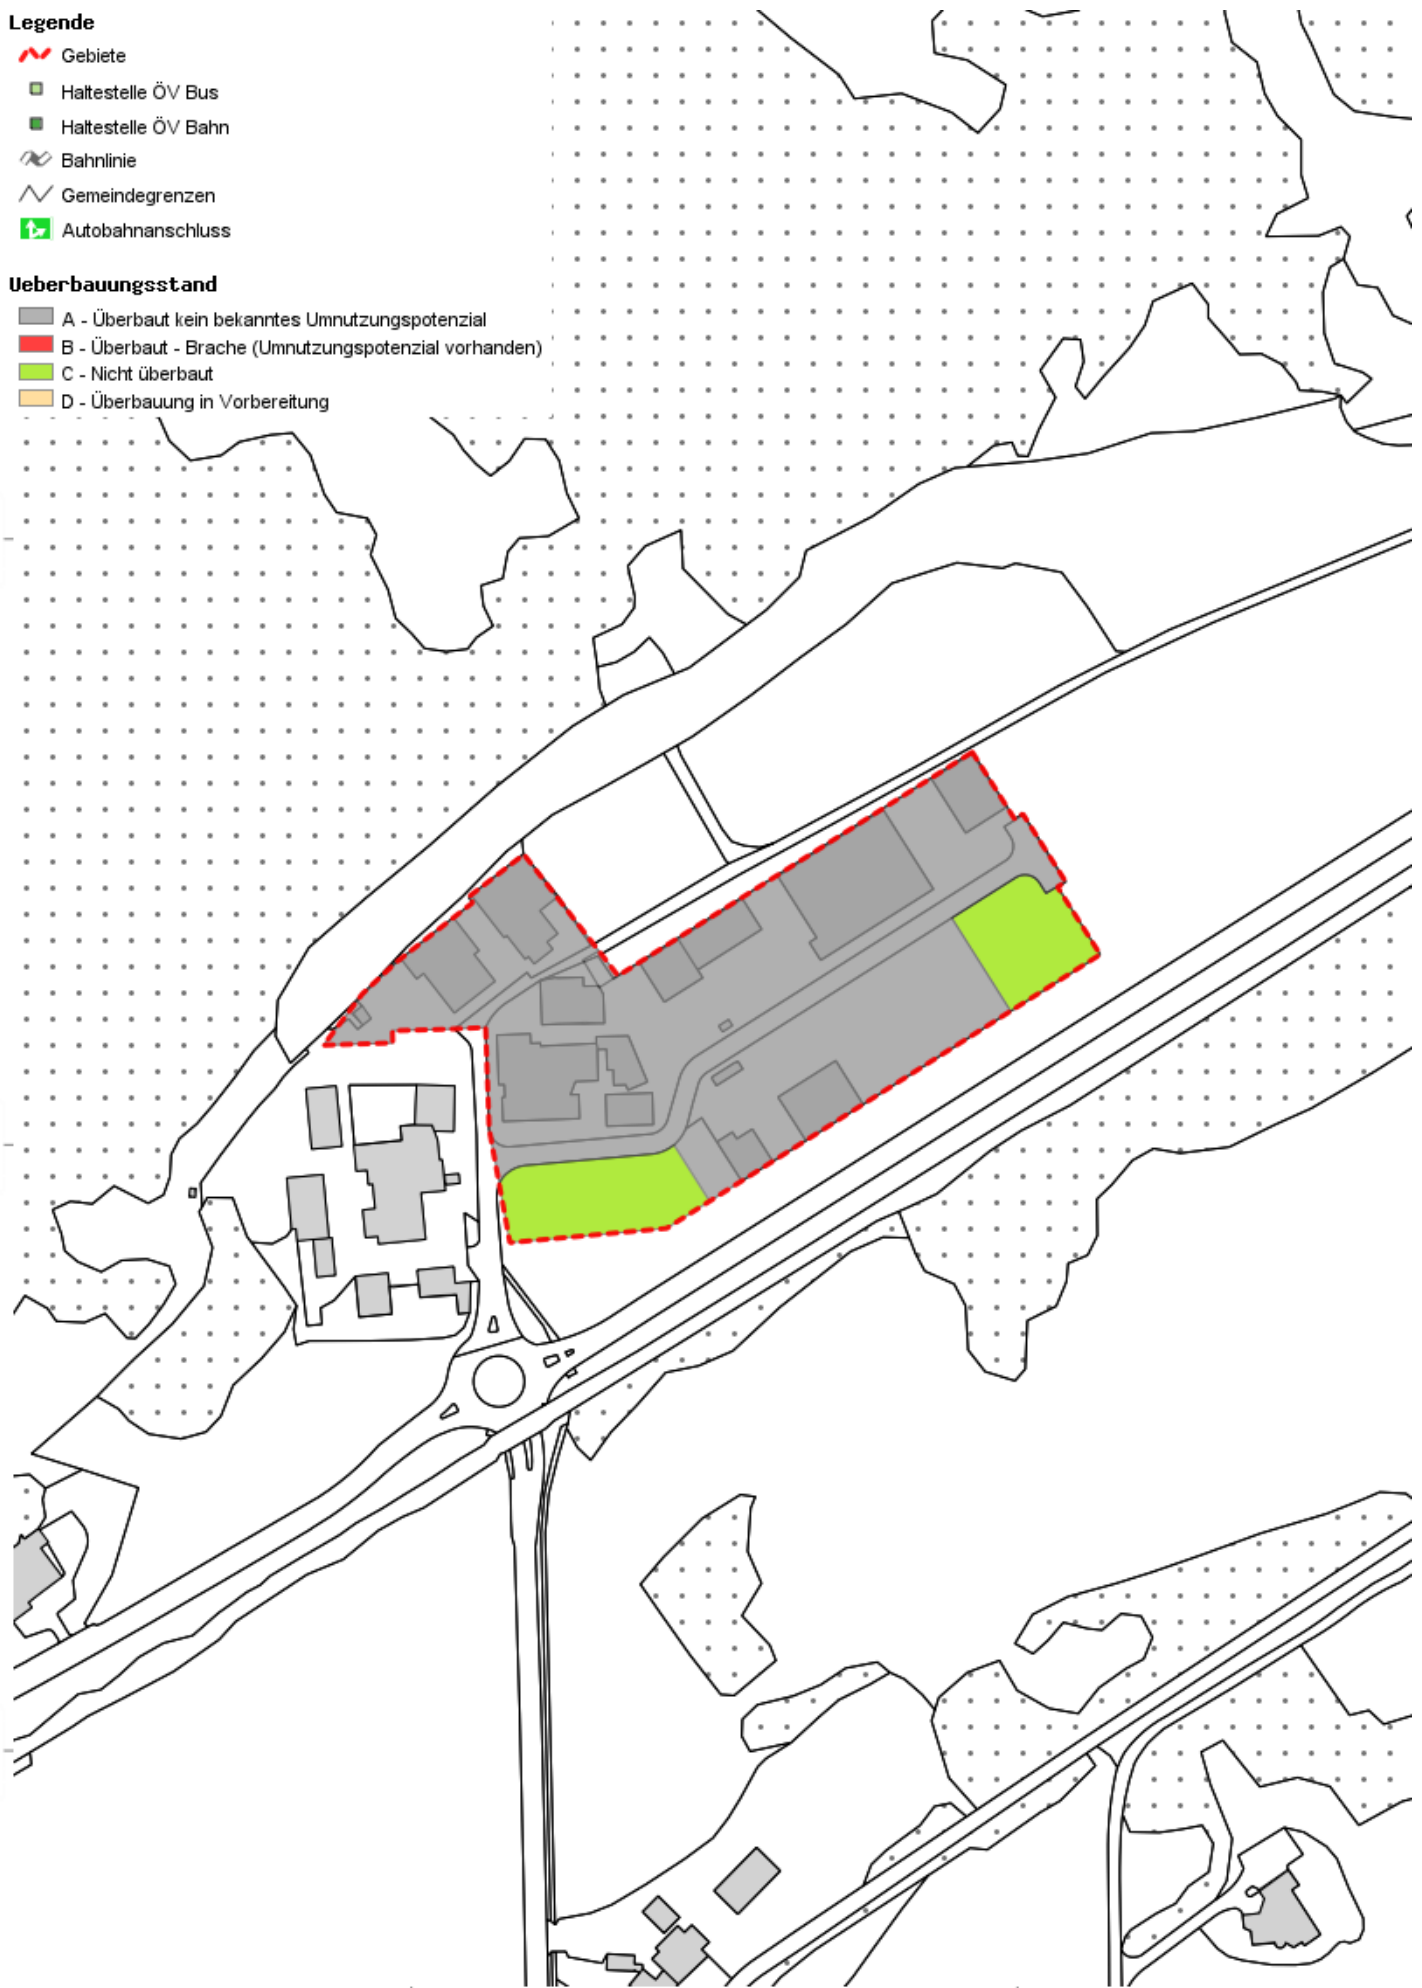 Legende
Gebiete
Haltestelle ÖV Bus
Haltestelle ÖV Bahn
Bahnlinie
Gemeindegrenzen
Autobahnanschluss
Ueberbauungsstand
A - Überbaut kein bekanntes Umnutzungspotenzial
B - Überbaut - Brache (Umnutzungspotenzial vorhanden)
C - Nicht überbaut
D - Überbauung in Vorbereitung